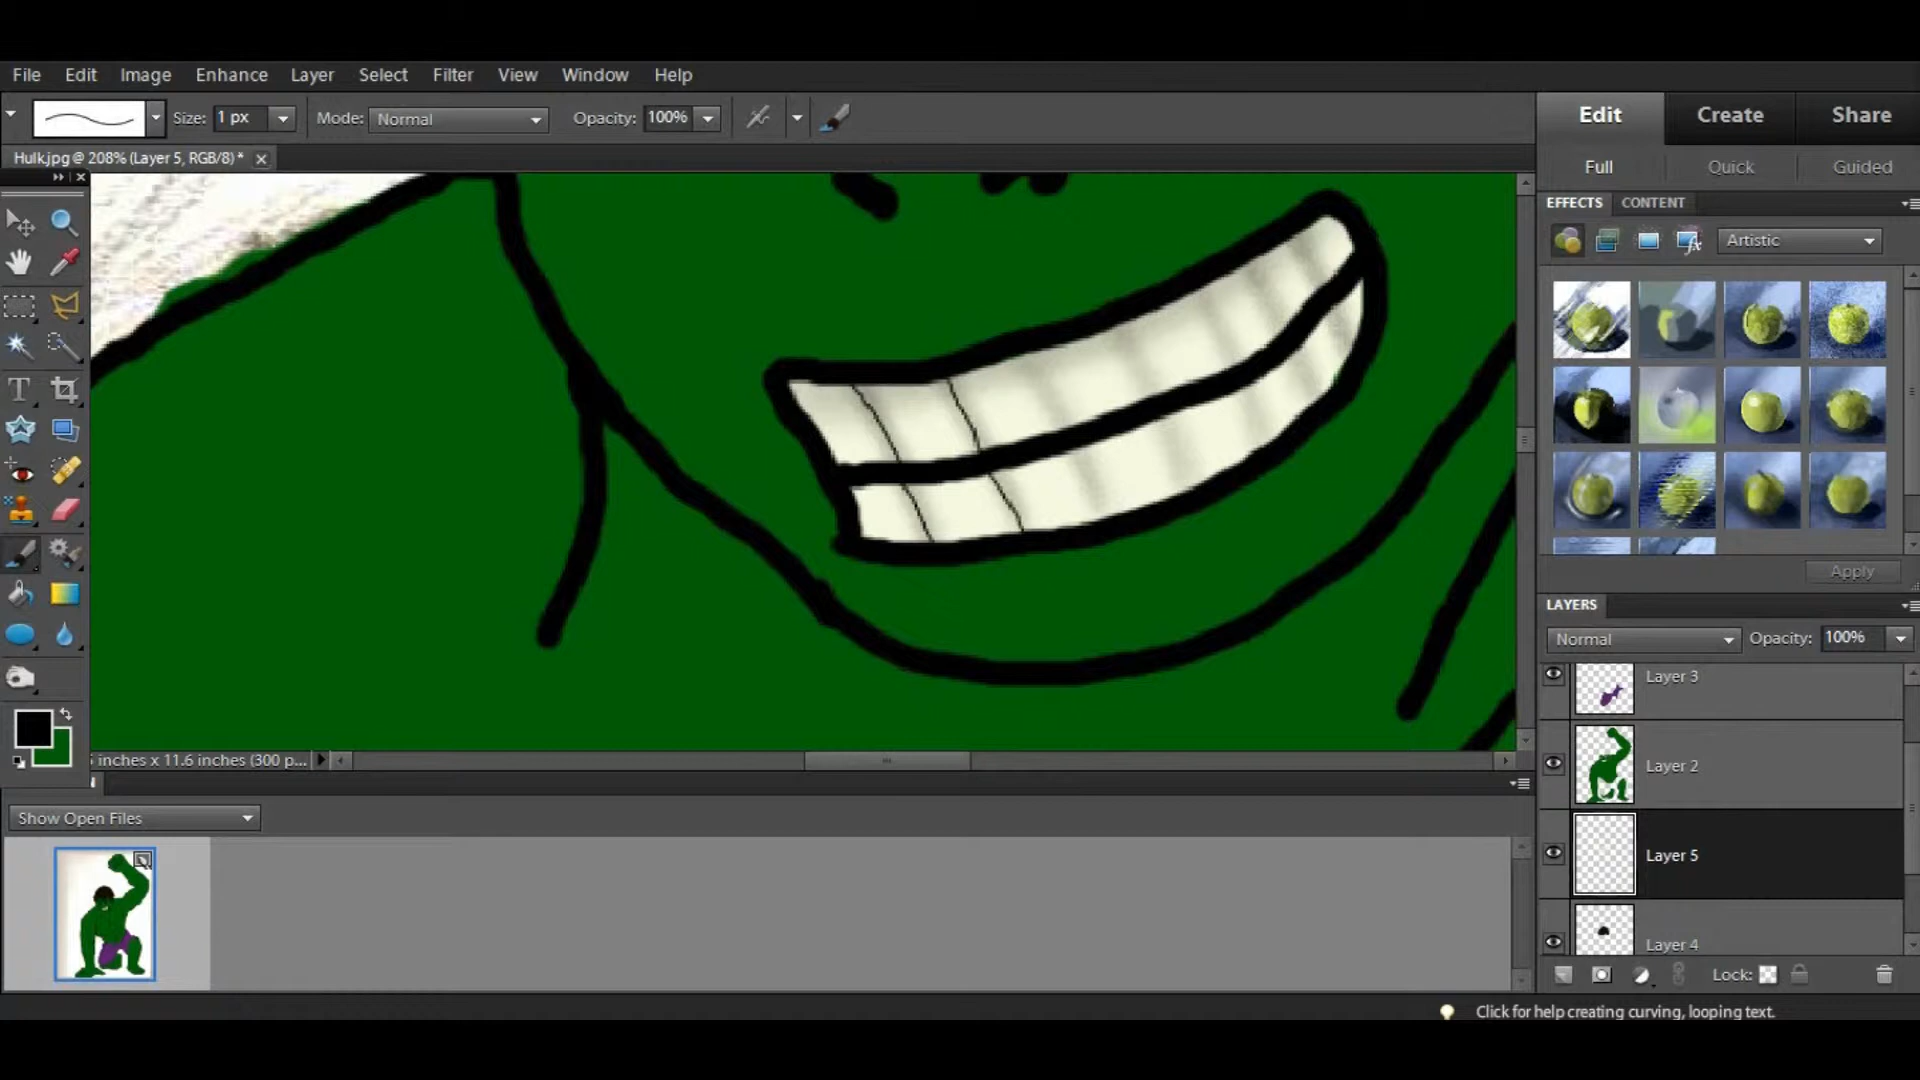 File Edit Image Enhance Layer Select Filter View Window Help
Size: 1 px Mode: Normal Opacity: 100%
Edit Create Share
Hulk.jpg @ 208% (Layer 5, RGB/8) *
Full Quick Guided
EFFECTS CONTENT
Artistic
Apply
LAYERS
Normal Opacity: 100%
Layer 3
Layer 2
Layer 5
Layer 4
Lock:
inches x 11.6 inches (300 p...
Show Open Files
T
Click for help creating curving, looping text.